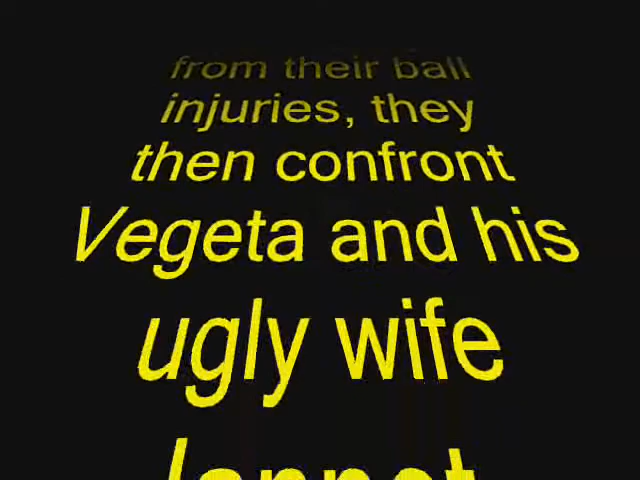 from their ball
injuries, they
then confront
Vegeta and his
ugly wife